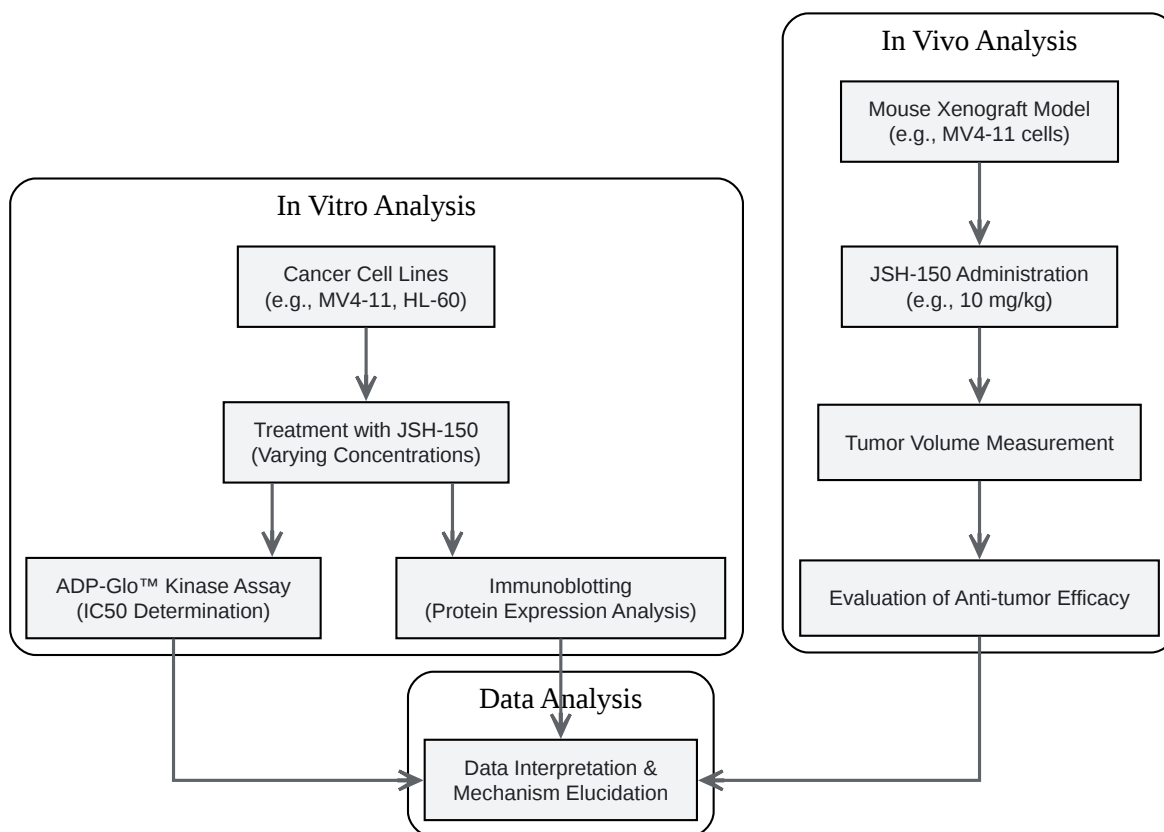 In Vitro Analysis
Cancer Cell Lines
(e.g., MV4-11, HL-60)
Treatment with JSH-150
(Varying Concentrations)
ADP-Glo™ Kinase Assay
(IC50 Determination)
Immunoblotting
(Protein Expression Analysis)
In Vivo Analysis
Mouse Xenograft Model
(e.g., MV4-11 cells)
JSH-150 Administration
(e.g., 10 mg/kg)
Tumor Volume Measurement
Evaluation of Anti-tumor Efficacy
Data Analysis
Data Interpretation &
Mechanism Elucidation